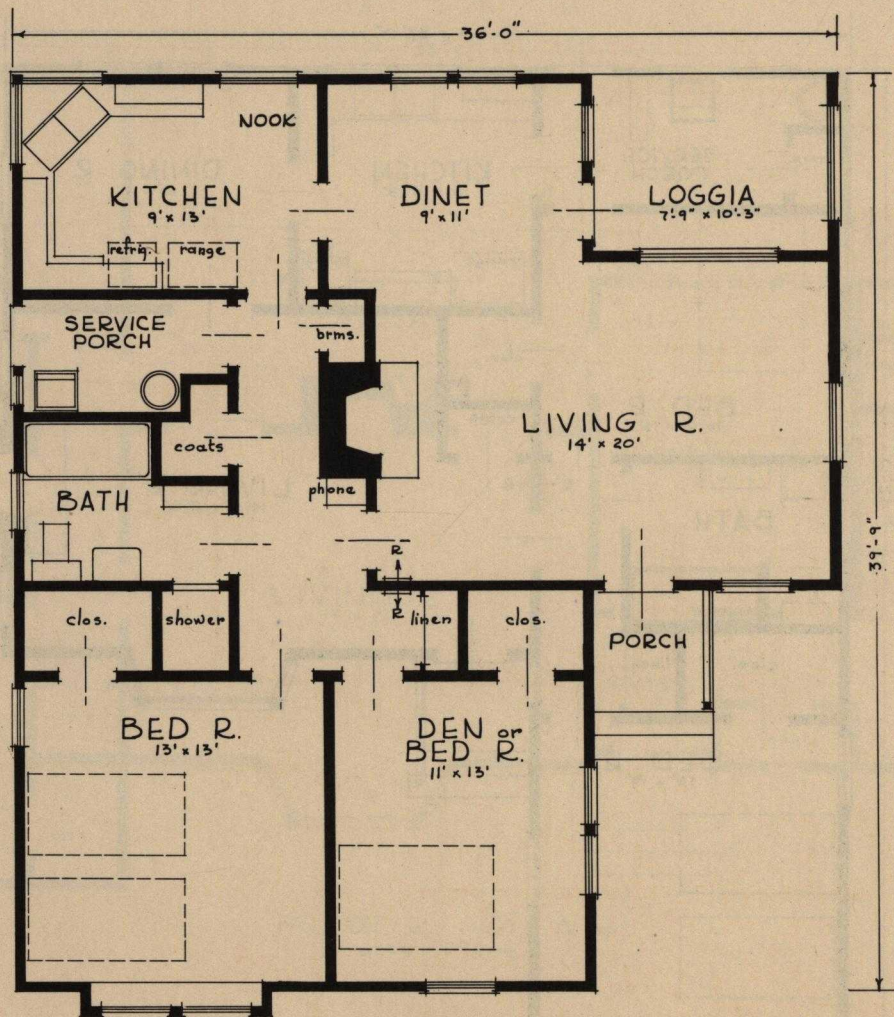 36'-0"
NOOK
KITCHEN
9' x 13'
DINET
9' x 11'
LOGGIA
7'-9" x 10'-3"
refrig.
range
SERVICE
PORCH
brms.
LIVING R.
14' x 20'
coats
phone
BATH
39'-9"
R
R
clos.
shower
linen
clos.
PORCH
BED R.
13' x 13'
DEN or
BED R.
11' x 13'